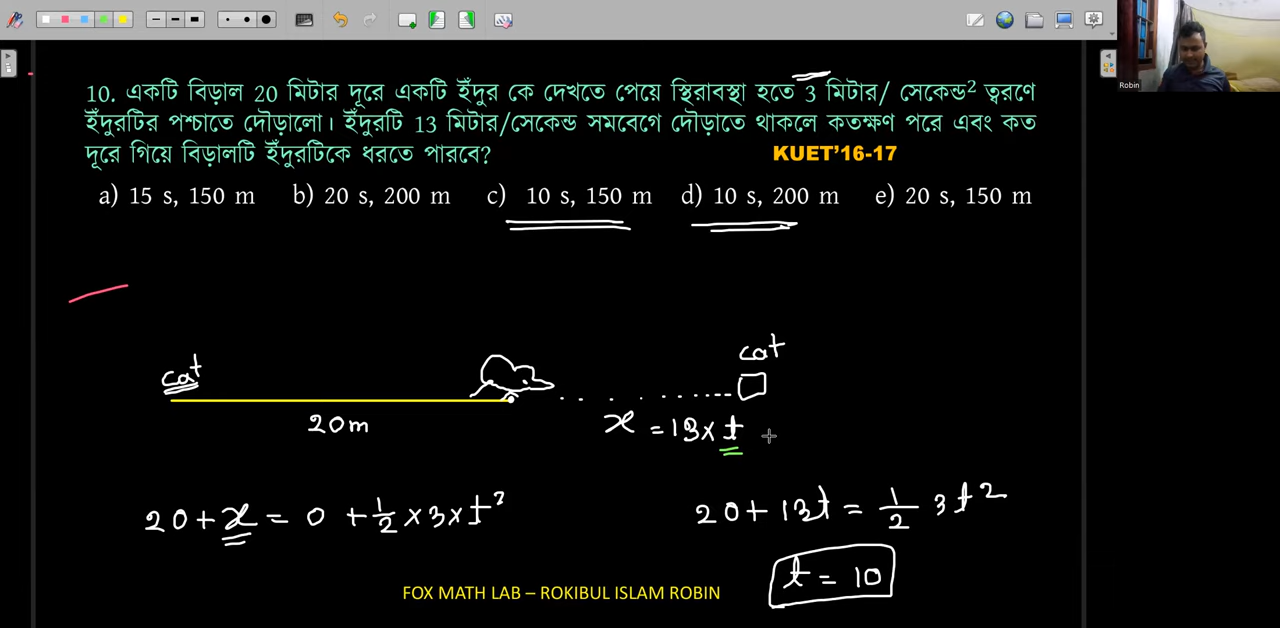 Robin
10. একটি বিড়াল 20 মিটার দূরে একটি ইঁদুর কে দেখতে পেয়ে স্থিরাবস্থা হতে 3 মিটার/ সেকেন্ড² ত্বরণে
ইঁদুরটির পশ্চাতে দৌড়ালো। ইঁদুরটি 13 মিটার/সেকেন্ড সমবেগে দৌড়াতে থাকলে কতক্ষণ পরে এবং কত
দূরে গিয়ে বিড়ালটি ইঁদুরটিকে ধরতে পারবে?
KUET’16-17
a) 15 s, 150 m b) 20 s, 200 m c) 10 s, 150 m d) 10 s, 200 m e) 20 s, 150 m
cat
cat
20m
x = 13 × t
20 + x = 0 + 1/2 × 3 × t²
20 + 13t = 1/2 3t²
t = 10
FOX MATH LAB – ROKIBUL ISLAM ROBIN